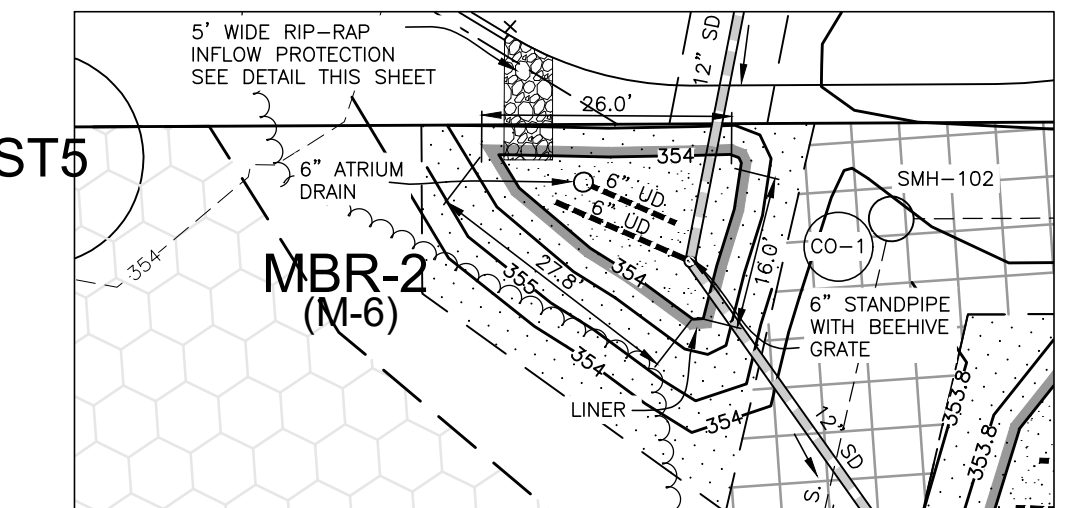 5' WIDE RIP-RAP
INFLOW PROTECTION
SEE DETAIL THIS SHEET
12" SD
26.0'
ST5
354
6" ATRIUM
DRAIN
6" UD
6" UD
SMH-102
CO-1
354
MBR-2
(M-6)
355
27.8'
354
16.0'
6" STANDPIPE
WITH BEEHIVE
GRATE
354
LINER
354
12" SD
353.8
353.8
S.